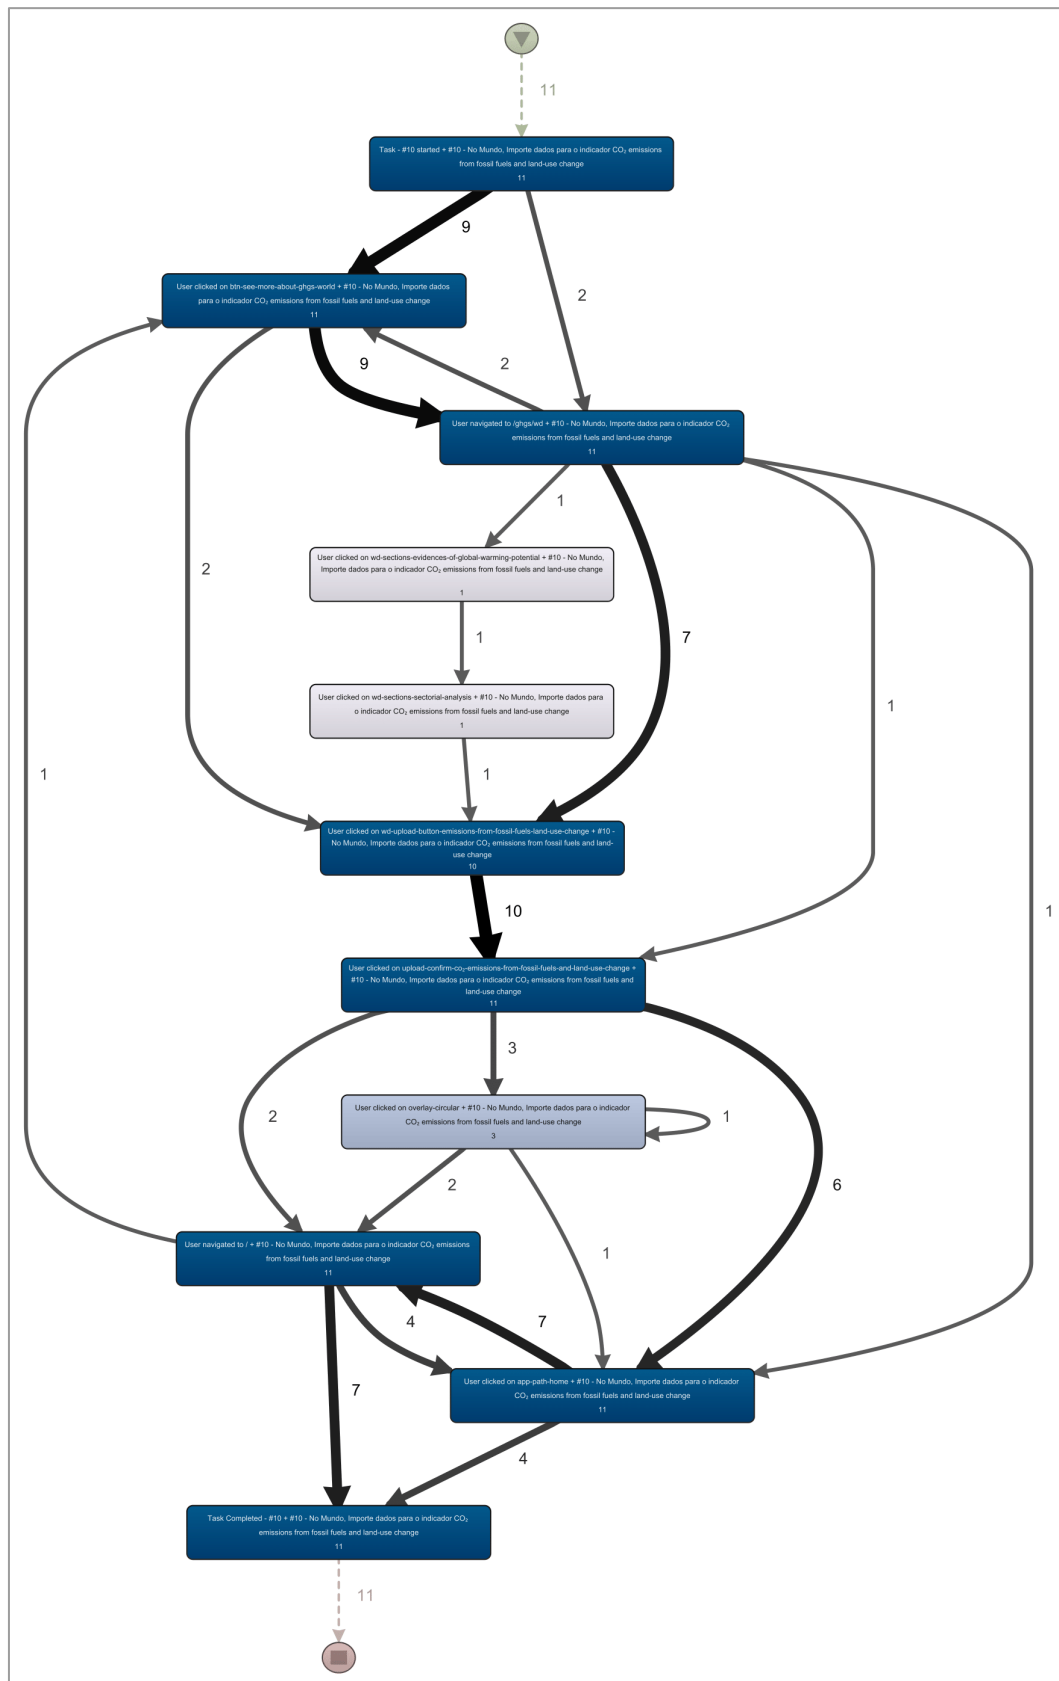 11
Task - #10 started + #10 - No Mundo, Importe dados para o indicador CO₂ emissions
from fossil fuels and land-use change
11
9
2
User clicked on btn-see-more-about-ghgs-world + #10 - No Mundo, Importe dados
para o indicador CO₂ emissions from fossil fuels and land-use change
11
9
2
User navigated to /ghgs/wd + #10 - No Mundo, Importe dados para o indicador CO₂
emissions from fossil fuels and land-use change
11
1
User clicked on wd-sections-evidences-of-global-warming-potential + #10 - No Mundo,
Importe dados para o indicador CO₂ emissions from fossil fuels and land-use change
1
2
1
7
User clicked on wd-sections-sectorial-analysis + #10 - No Mundo, Importe dados para
o indicador CO₂ emissions from fossil fuels and land-use change
1
1
1
1
User clicked on wd-upload-button-emissions-from-fossil-fuels-land-use-change + #10 -
No Mundo, Importe dados para o indicador CO₂ emissions from fossil fuels and land-
use change
10
10
1
User clicked on upload-confirm-co₂-emissions-from-fossil-fuels-and-land-use-change +
#10 - No Mundo, Importe dados para o indicador CO₂ emissions from fossil fuels and
land-use change
11
3
2
User clicked on overlay-circular + #10 - No Mundo, Importe dados para o indicador
CO₂ emissions from fossil fuels and land-use change
3
1
2
6
User navigated to / + #10 - No Mundo, Importe dados para o indicador CO₂ emissions
from fossil fuels and land-use change
11
1
4
7
User clicked on app-path-home + #10 - No Mundo, Importe dados para o indicador
CO₂ emissions from fossil fuels and land-use change
11
7
4
Task Completed - #10 + #10 - No Mundo, Importe dados para o indicador CO₂
emissions from fossil fuels and land-use change
11
11